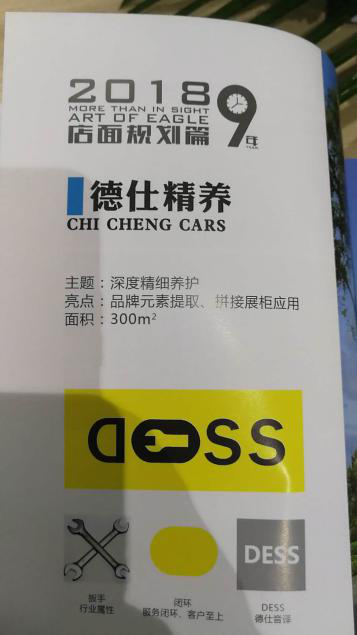 2018
MORE THAN IN SIGHT
ART OF EAGLE
店面规划篇
9年
YEAR
德仕精养
CHI CHENG CARS
主题：深度精细养护
亮点：品牌元素提取、拼接展柜应用
面积：300m²
DESS
扳手
行业属性
闭环
服务闭环、客户至上
DESS
DESS
德仕音译